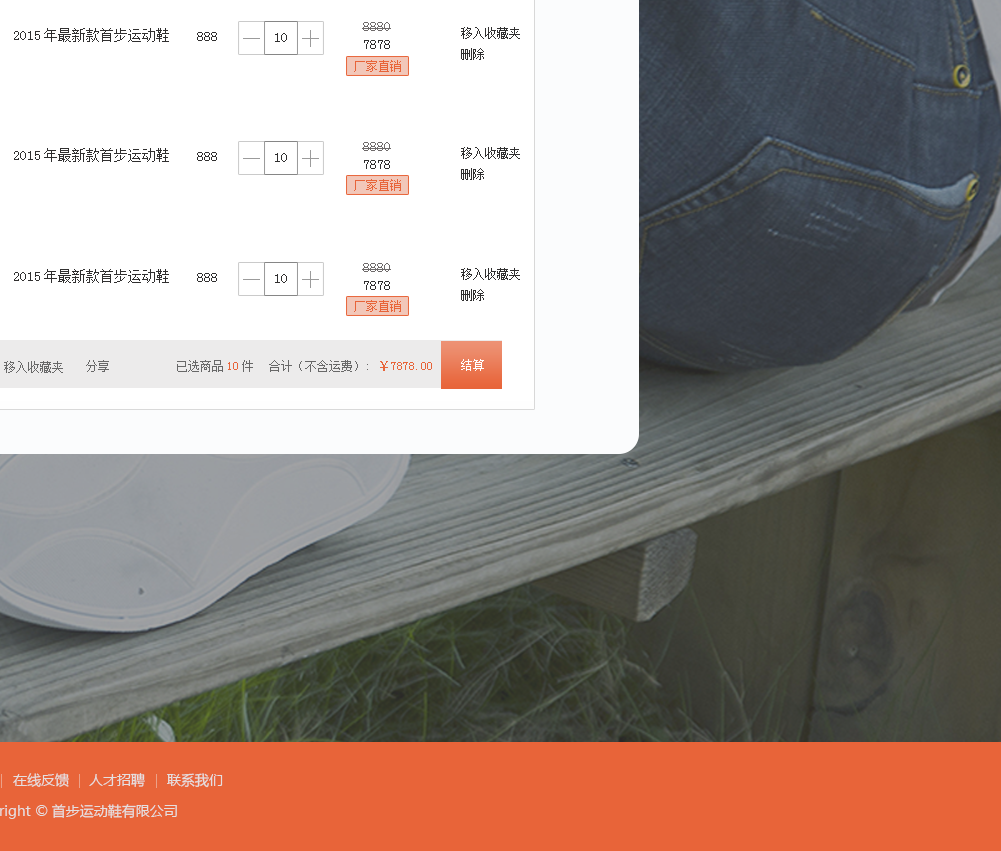 2015 年最新款首步运动鞋 888 10 8880 移入收藏夹
7878
删除
厂家直销
2015 年最新款首步运动鞋 888 10 8880 移入收藏夹
7878
删除
厂家直销
2015 年最新款首步运动鞋 888 10 8880 移入收藏夹
7878
删除
厂家直销
移入收藏夹 分享 已选商品 10 件 合计（不含运费）: ￥7878.00 结算
| 在线反馈 | 人才招聘 | 联系我们
right © 首步运动鞋有限公司